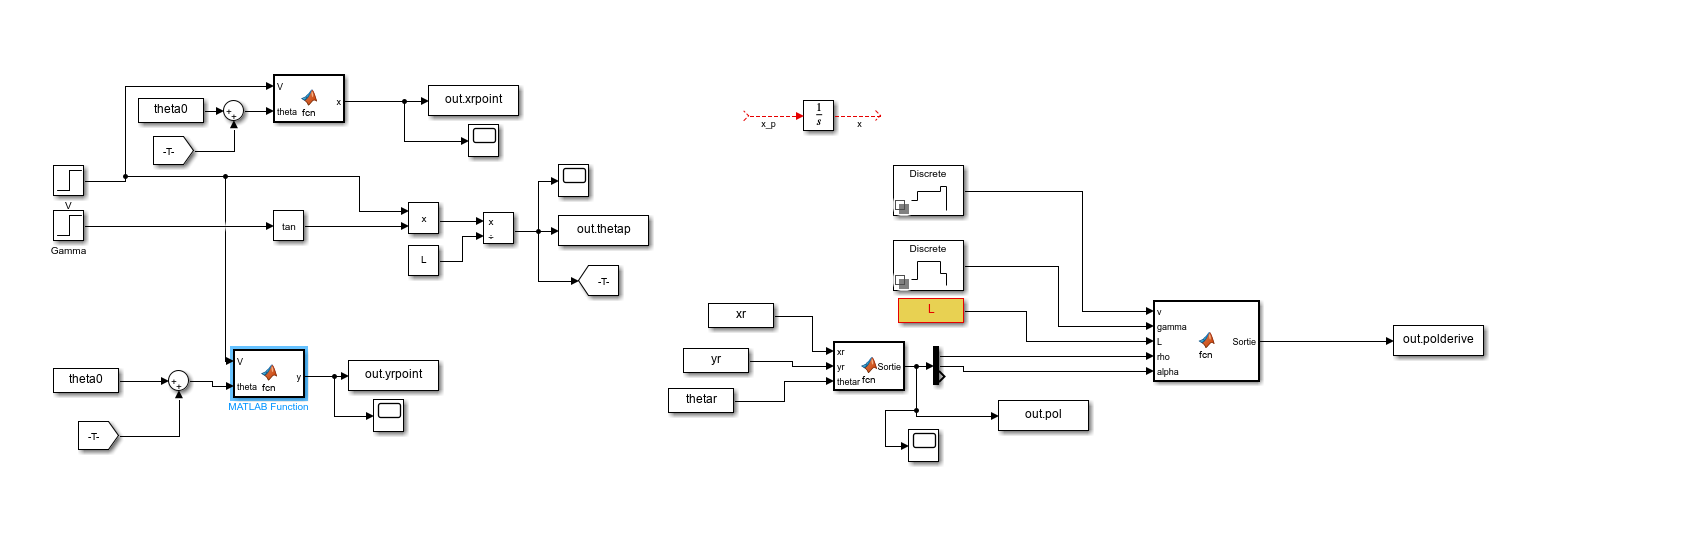 V
theta
fcn
x
theta0
+
+
-T-
out.xrpoint
V
Gamma
tan
x
L
x
÷
out.thetap
-T-
theta0
+
+
-T-
V
theta
fcn
y
MATLAB Function
out.yrpoint
x_p
1
s
x
Discrete
Discrete
L
xr
yr
thetar
xr
yr
thetar
fcn
Sortie
out.pol
v
gamma
L
rho
alpha
fcn
Sortie
out.polderive